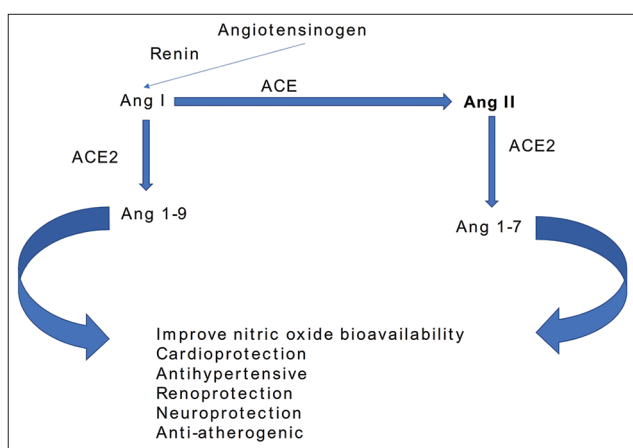 Angiotensinogen
Renin
Ang I
ACE
Ang II
ACE2
ACE2
Ang 1-9
Ang 1-7
Improve nitric oxide bioavailability
Cardioprotection
Antihypertensive
Renoprotection
Neuroprotection
Anti-atherogenic